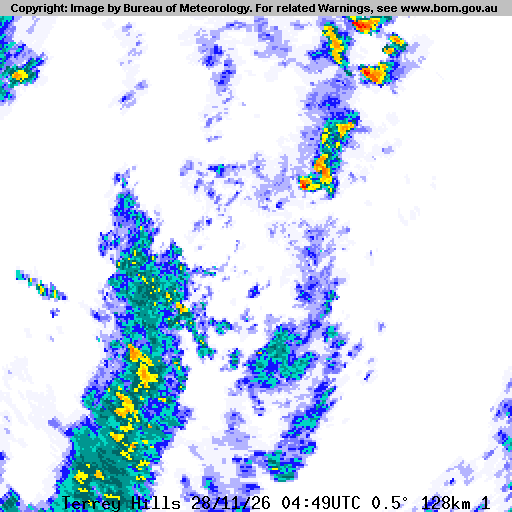 Copyright: Image by Bureau of Meteorology. For related Warnings, see www.bom.gov.au
Terrey Hills 28/11/26 04:49UTC 0.5° 128km 1